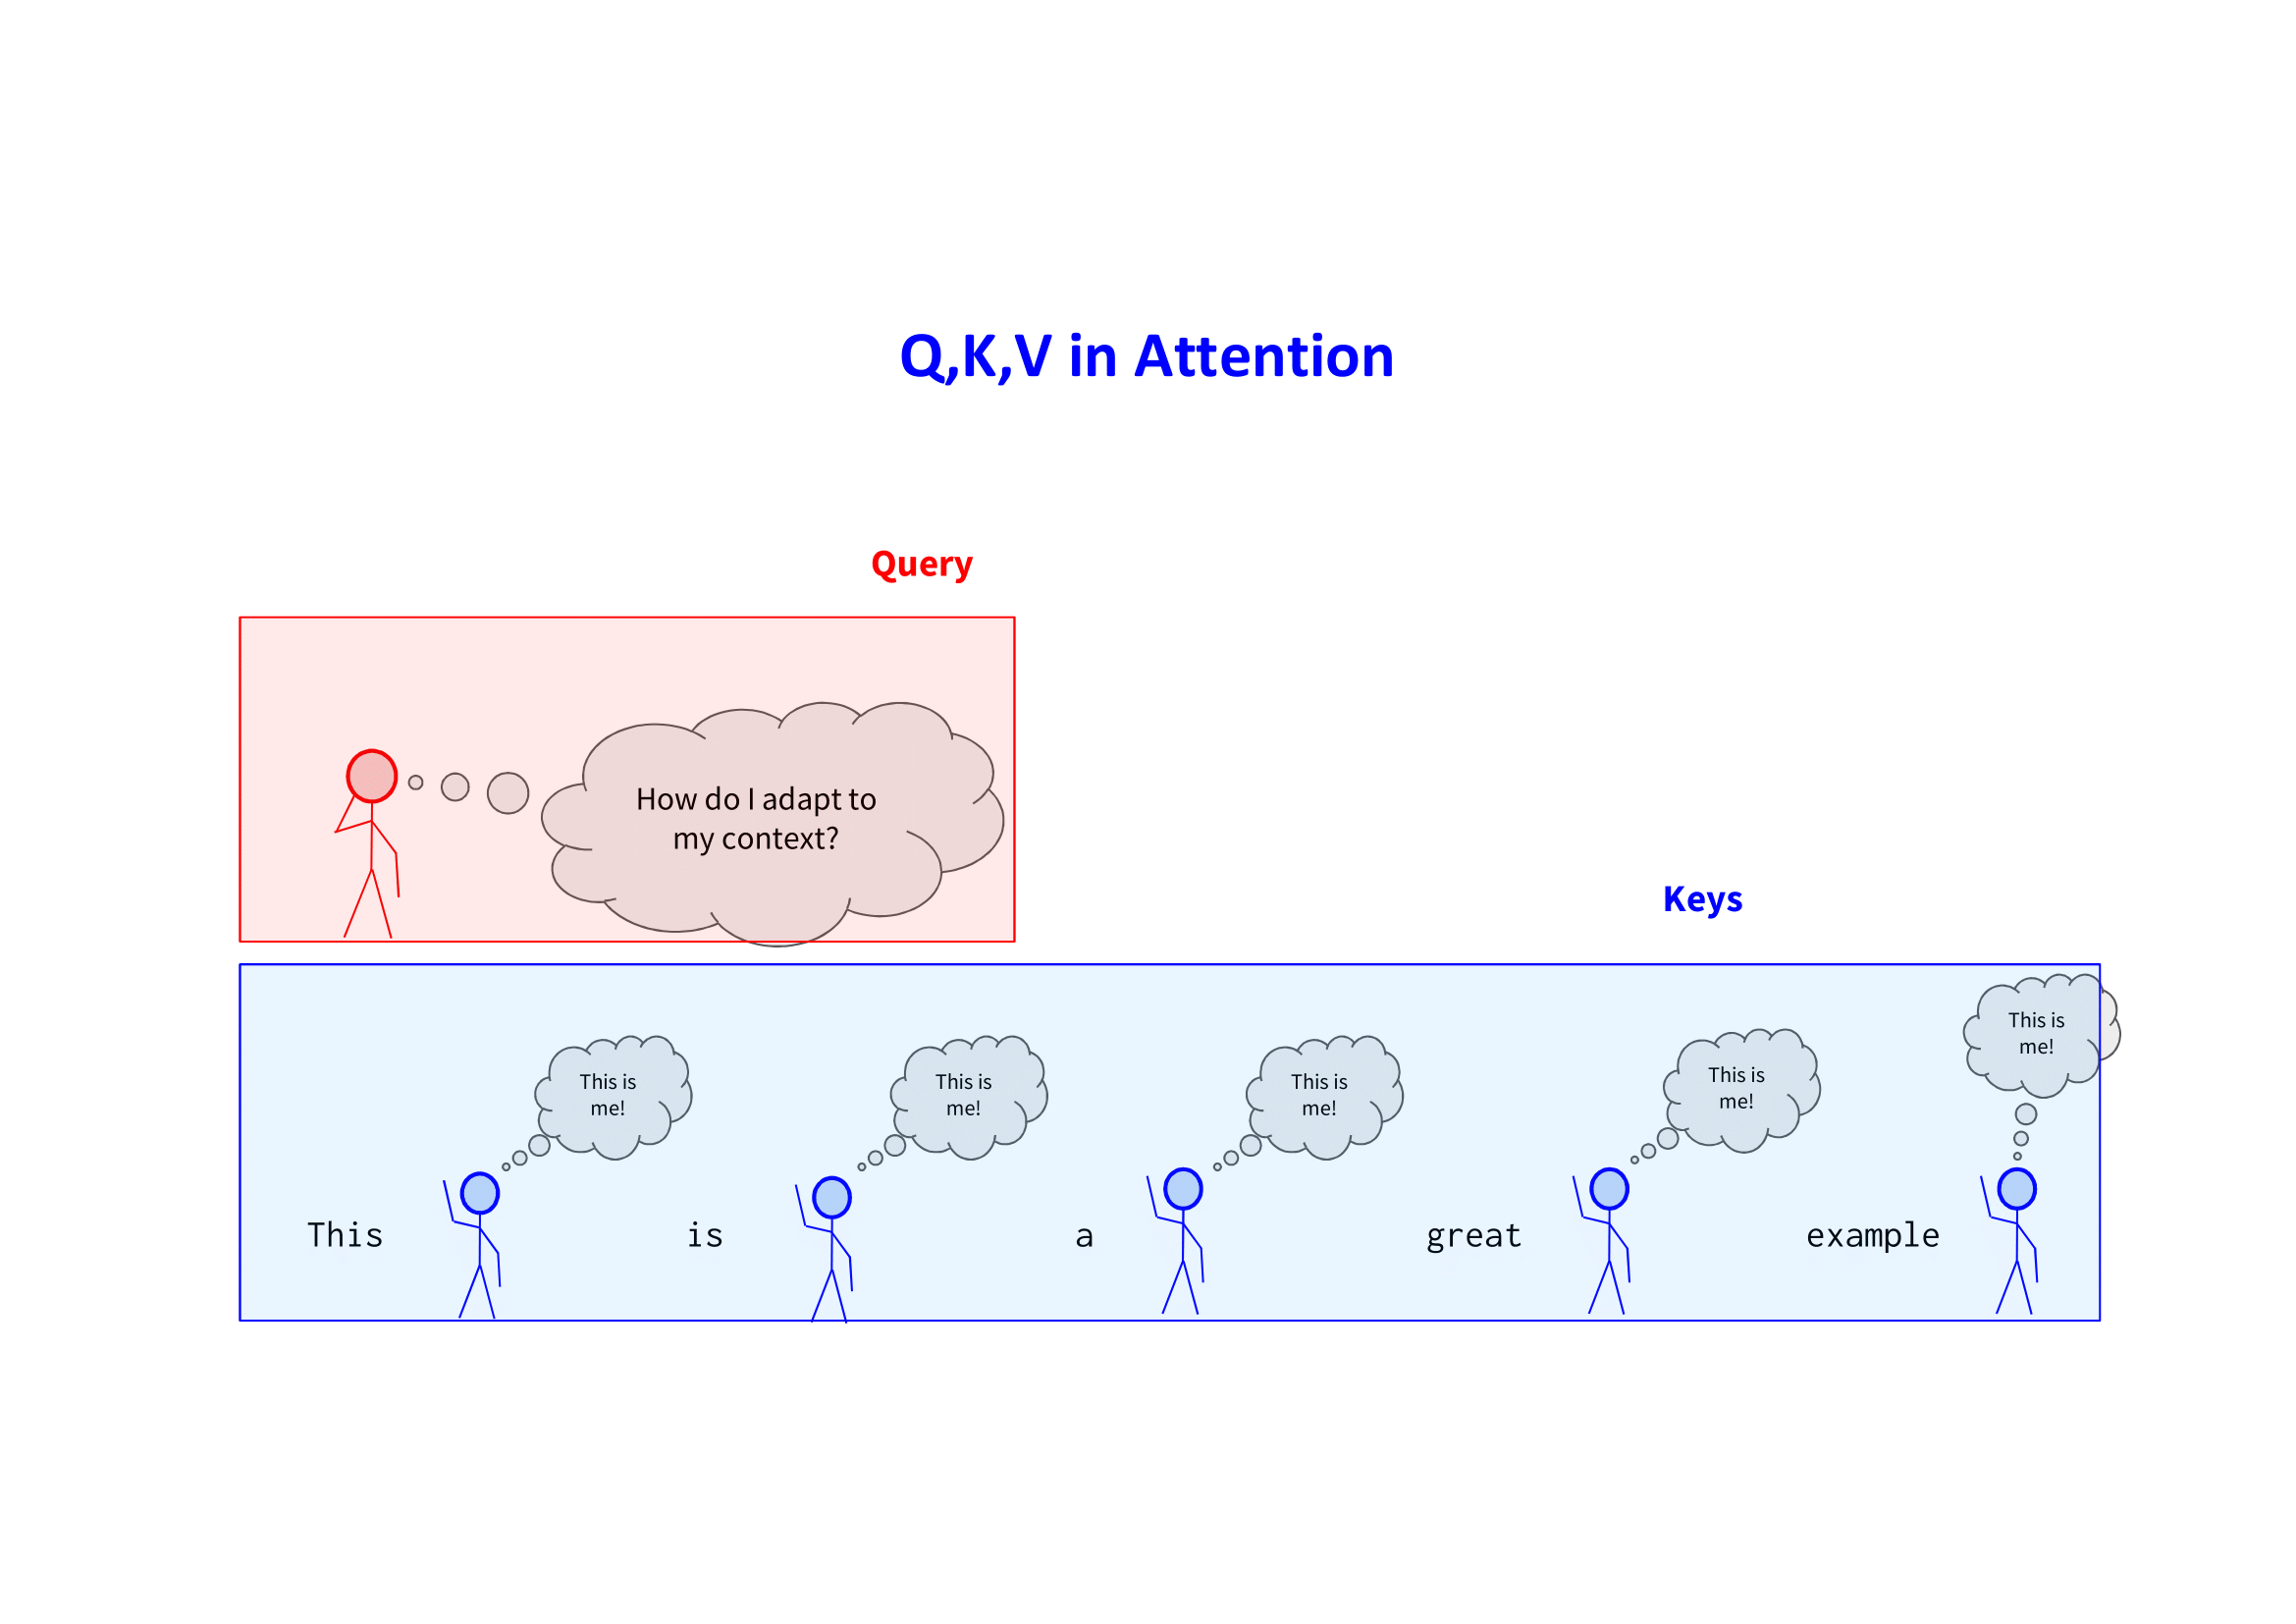 Q,K,V in Attention
Query
How do I adapt to
my context?
Keys
This is
me!
This is
me!
This is
me!
This is
me!
This is
me!
This is a great example